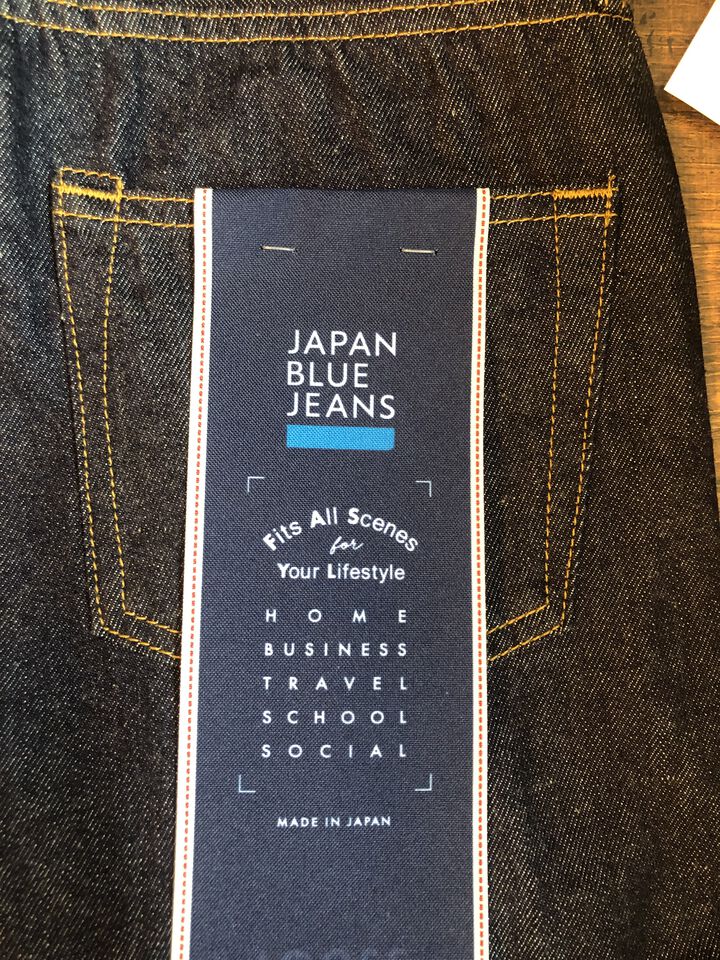 JAPAN
BLUE
JEANS
Fits All Scenes
for
Your Lifestyle
HOME
BUSINESS
TRAVEL
SCHOOL
SOCIAL
MADE IN JAPAN